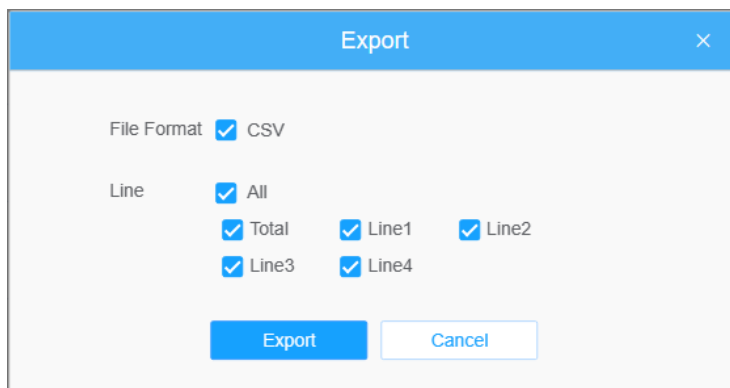 Export
File Format CSV
Line All
Total Line1 Line2
Line3 Line4
Export Cancel